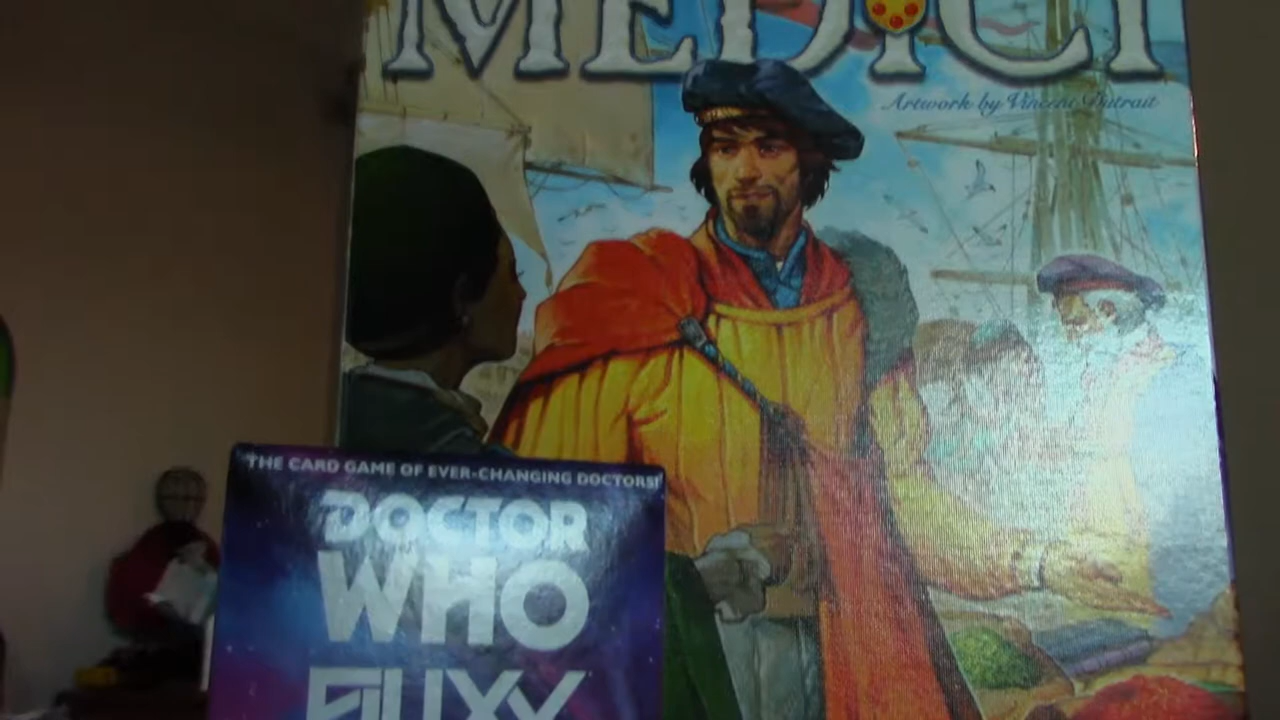 MEDICI
Artwork by Vincent Dutrait
THE CARD GAME OF EVER-CHANGING DOCTORS!
DOCTOR
WHO
FLUXX